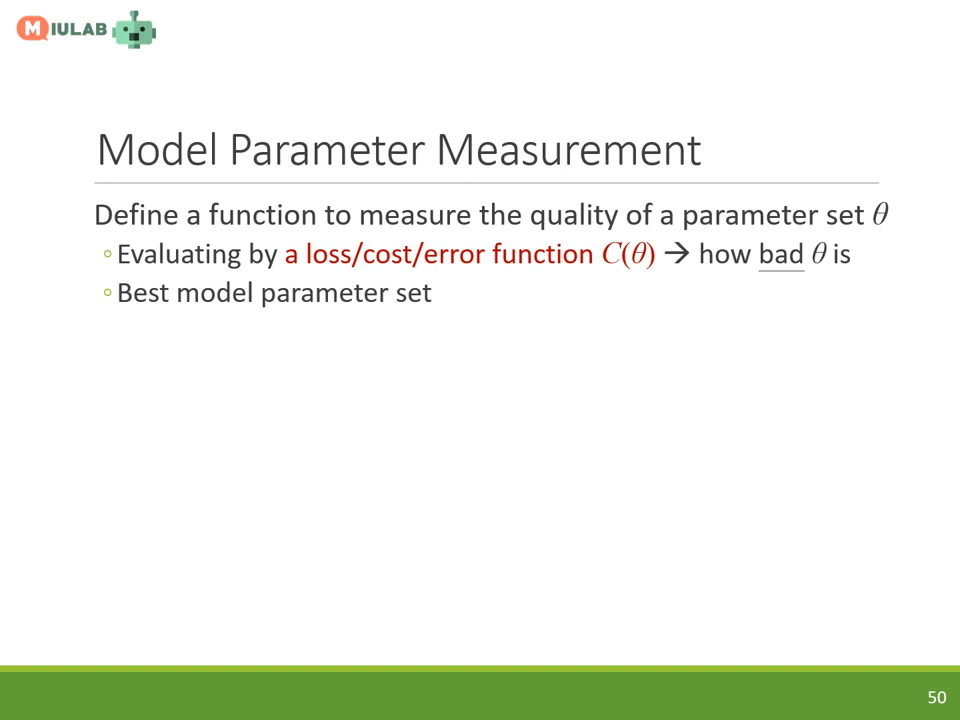 MIULAB
Model Parameter Measurement
Define a function to measure the quality of a parameter set θ
◦Evaluating by a loss/cost/error function C(θ) → how bad θ is
◦Best model parameter set
50